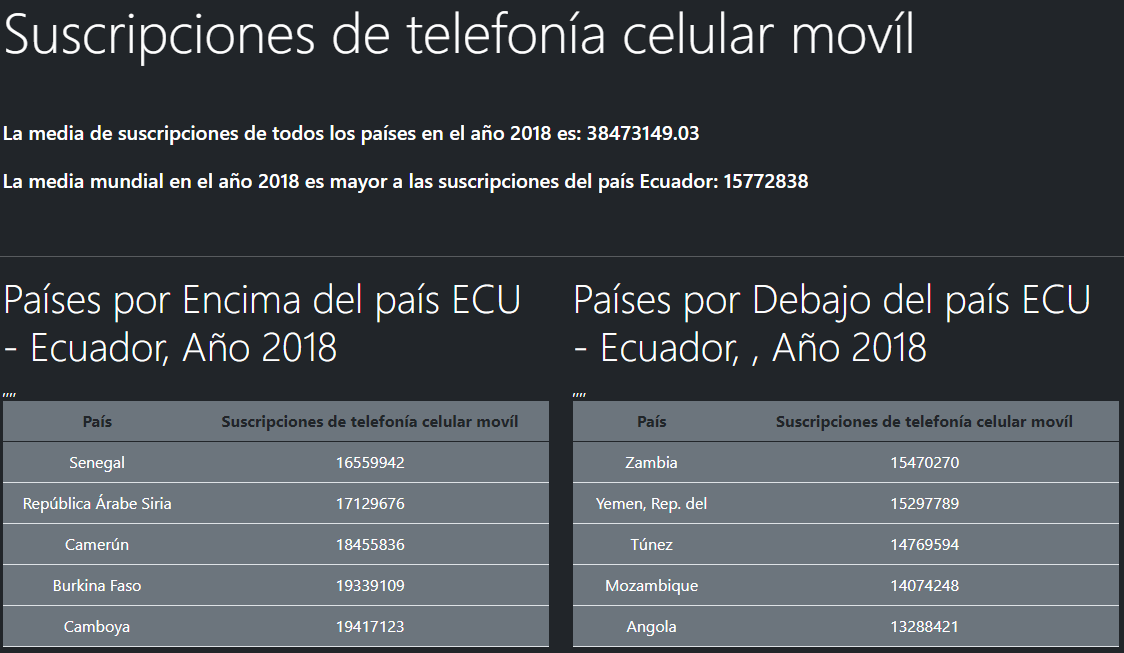 Suscripciones de telefonía celular movíl
La media de suscripciones de todos los países en el año 2018 es: 38473149.03
La media mundial en el año 2018 es mayor a las suscripciones del país Ecuador: 15772838
Países por Encima del país ECU
- Ecuador, Año 2018
""
País Suscripciones de telefonía celular movíl
Senegal 16559942
República Árabe Siria 17129676
Camerún 18455836
Burkina Faso 19339109
Camboya 19417123
Países por Debajo del país ECU
- Ecuador, , Año 2018
""
País Suscripciones de telefonía celular movíl
Zambia 15470270
Yemen, Rep. del 15297789
Túnez 14769594
Mozambique 14074248
Angola 13288421